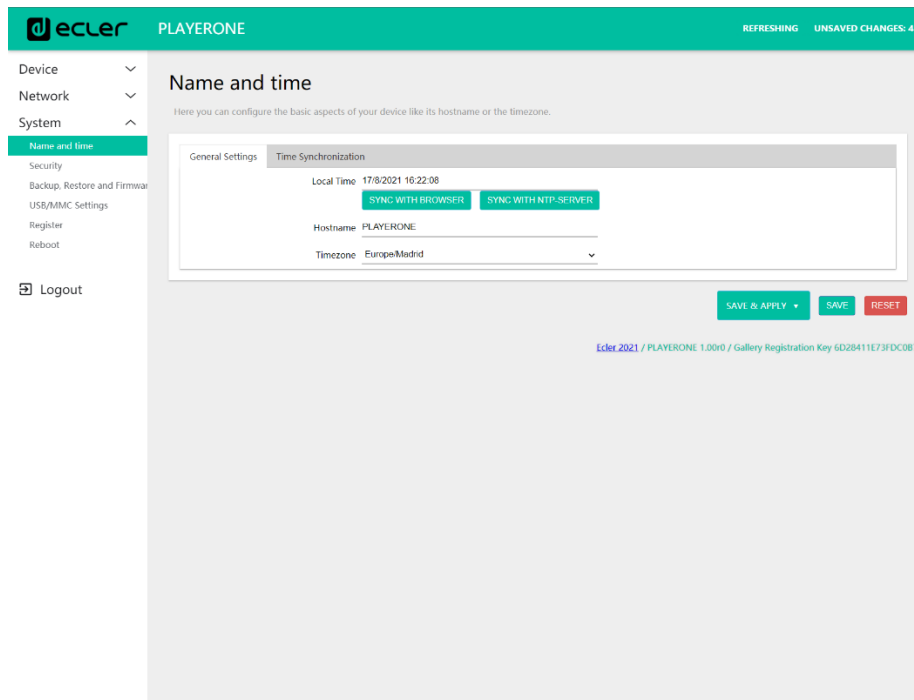 ecler
PLAYERONE
REFRESHING UNSAVED CHANGES: 4
Device
Network
System
Name and time
Security
Backup, Restore and Firmwar
USB/MMC Settings
Register
Reboot
Logout
Name and time
Here you can configure the basic aspects of your device like its hostname or the timezone.
General Settings Time Synchronization
Local Time 17/8/2021 16:22:08
SYNC WITH BROWSER SYNC WITH NTP-SERVER
Hostname PLAYERONE
Timezone Europe/Madrid
SAVE & APPLY SAVE RESET
Ecler 2021 / PLAYERONE 1.00r0 / Gallery Registration Key 6D28411E73FDC0B